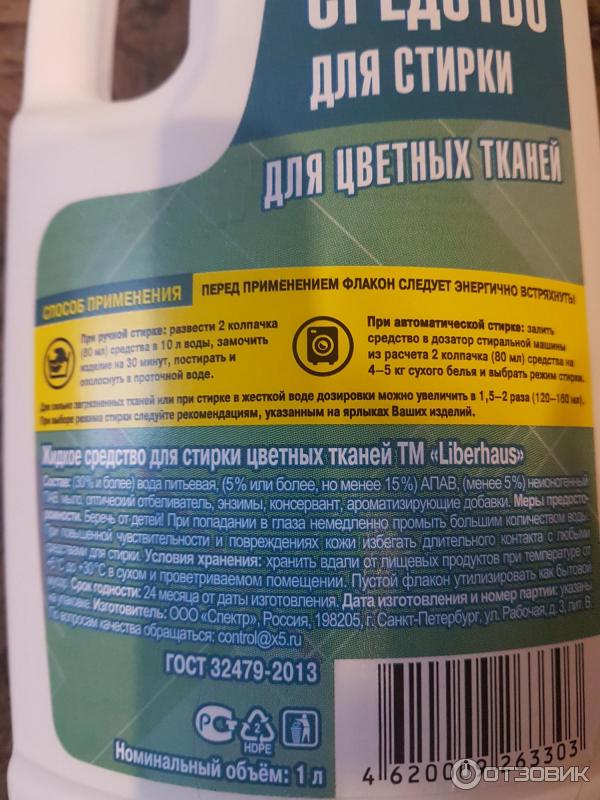 СРЕДСТВО
ДЛЯ СТИРКИ
ДЛЯ ЦВЕТНЫХ ТКАНЕЙ
СПОСОБ ПРИМЕНЕНИЯ
ПЕРЕД ПРИМЕНЕНИЕМ ФЛАКОН СЛЕДУЕТ ЭНЕРГИЧНО ВСТРЯХНУТЬ!
При ручной стирке: развести 2 колпачка
(80 мл) средства в 10 л воды, замочить
изделие на 30 минут, постирать и
ополоснуть в проточной воде.
При автоматической стирке: залить
средство в дозатор стиральной машины
из расчета 2 колпачка (80 мл) средства на
4–5 кг сухого белья и выбрать режим стирки.
Для сильно загрязненных тканей или при стирке в жесткой воде дозировки можно увеличить в 1,5–2 раза (120–160 мл).
При выборе режима стирки следуйте рекомендациям, указанным на ярлыках Ваших изделий.
Жидкое средство для стирки цветных тканей ТМ «Liberhaus»
Состав: (30% и более) вода питьевая, (5% или более, но менее 15%) АПАВ, (менее 5%) неионогенный
ПАВ, мыло, оптический отбеливатель, энзимы, консервант, ароматизирующие добавки. Меры предосто-
рожности. Беречь от детей! При попадании в глаза немедленно промыть большим количеством воды.
При повышенной чувствительности и повреждениях кожи избегать длительного контакта с любыми
средствами для стирки. Условия хранения: хранить вдали от пищевых продуктов при температуре от
°С до +30°С в сухом и проветриваемом помещении. Пустой флакон утилизировать как бытовой
мусор. Срок годности: 24 месяца от даты изготовления. Дата изготовления и номер партии: указаны
на упаковке. Изготовитель: ООО «Спектр», Россия, 198205, г. Санкт-Петербург, ул. Рабочая, д. 3, лит. В.
По вопросам качества обращаться: control@x5.ru
ГОСТ 32479-2013
РСТ
2
HDPE
Номинальный объём: 1 л
4 620009 263303
ОТЗОВИК